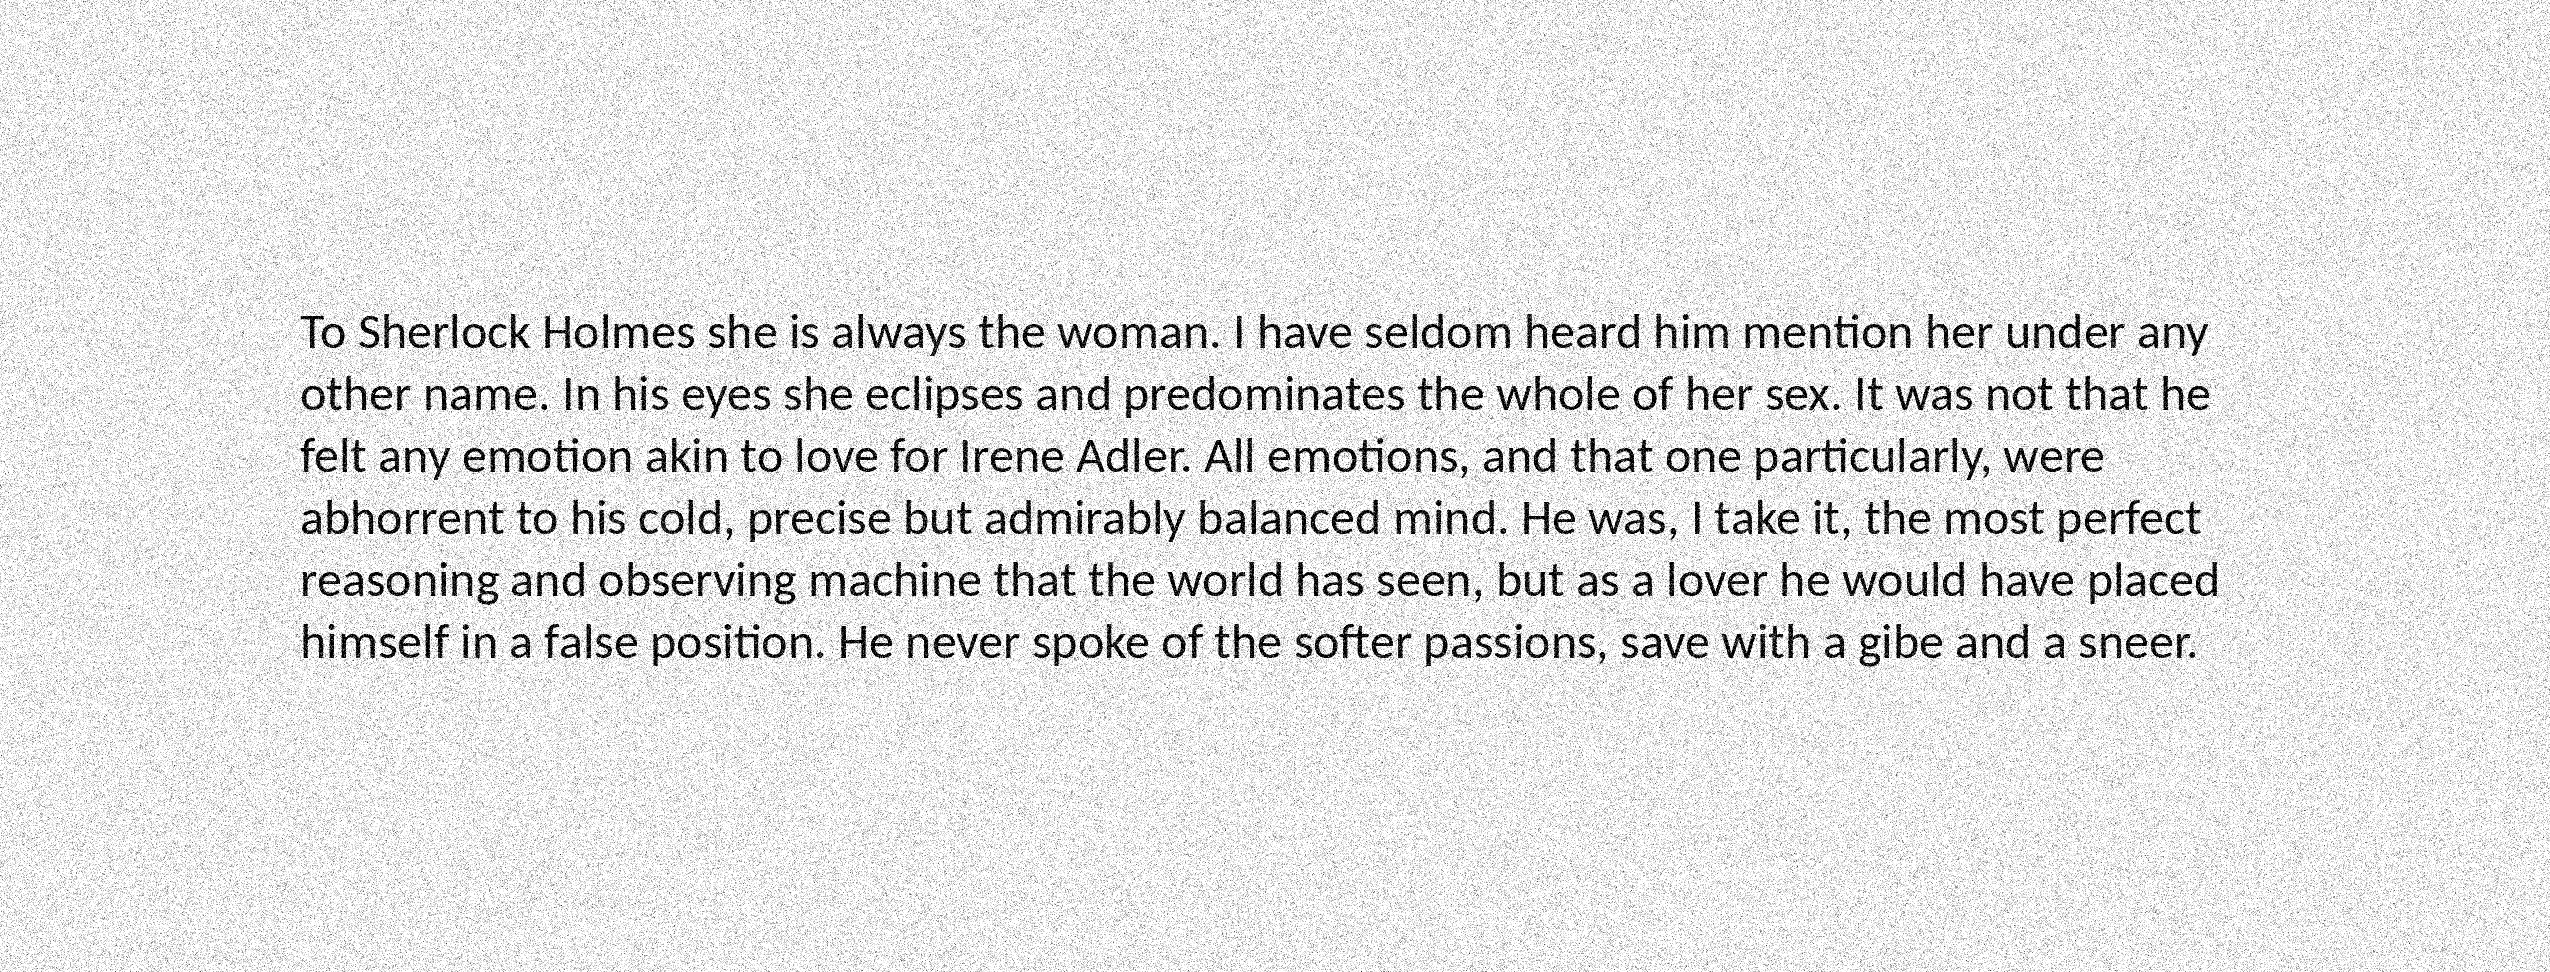 To Sherlock Holmes she is always the woman. I have seldom heard him mention her under any
other name. In his eyes she eclipses and predominates the whole of her sex. It was not that he
felt any emotion akin to love for Irene Adler. All emotions, and that one particularly, were
abhorrent to his cold, precise but admirably balanced mind. He was, I take it, the most perfect
reasoning and observing machine that the world has seen, but as a lover he would have placed
himself in a false position. He never spoke of the softer passions, save with a gibe and a sneer.